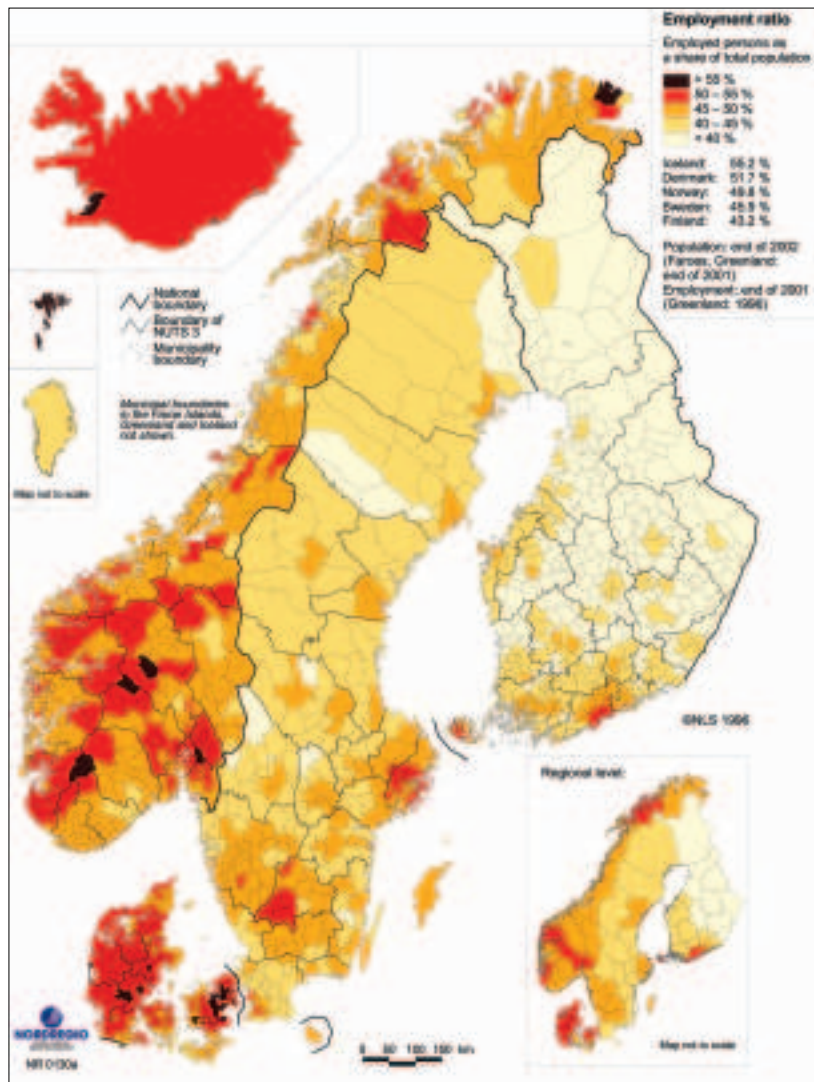 Employment ratio
Employed persons as
a share of total population
> 55 %
50 – 55 %
45 – 50 %
40 – 45 %
< 40 %
Iceland: 55.2 %
Denmark: 51.7 %
Norway: 49.8 %
Sweden: 45.9 %
Finland: 43.2 %
Population: end of 2002
(Faroes, Greenland:
end of 2001)
Employment: end of 2001
(Greenland: 1996)
National
boundary
Boundary of
NUTS 3
Municipality
boundary
Municipal boundaries
in the Faroe Islands,
Greenland and Iceland
not shown.
Map not to scale
©NLS 1996
Regional level:
Map not to scale
NORDREGIO
NR 0130a
0 50 100 150 km